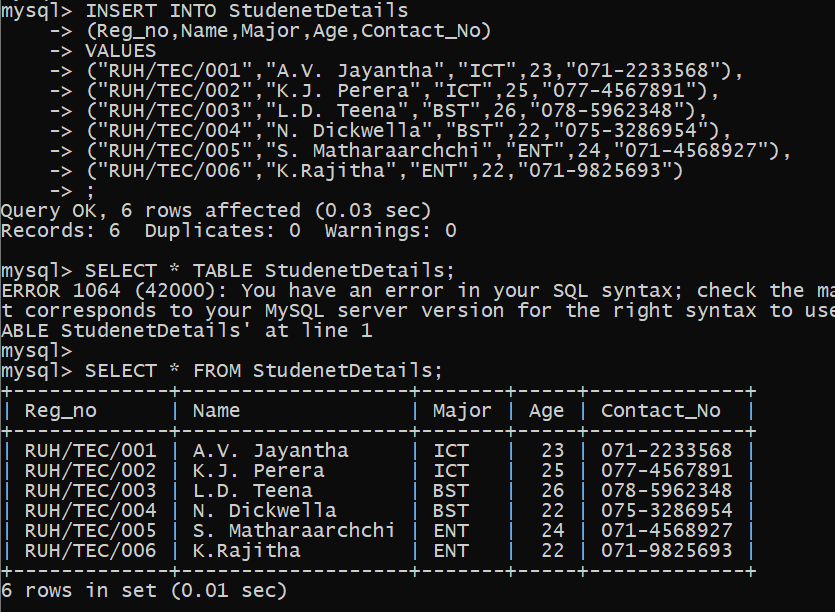 mysql> INSERT INTO StudenetDetails
    -> (Reg_no,Name,Major,Age,Contact_No)
    -> VALUES
    -> ("RUH/TEC/001","A.V. Jayantha","ICT",23,"071-2233568"),
    -> ("RUH/TEC/002","K.J. Perera","ICT",25,"077-4567891"),
    -> ("RUH/TEC/003","L.D. Teena","BST",26,"078-5962348"),
    -> ("RUH/TEC/004","N. Dickwella","BST",22,"075-3286954"),
    -> ("RUH/TEC/005","S. Matharaarchchi","ENT",24,"071-4568927"),
    -> ("RUH/TEC/006","K.Rajitha","ENT",22,"071-9825693")
    -> ;
Query OK, 6 rows affected (0.03 sec)
Records: 6  Duplicates: 0  Warnings: 0

mysql> SELECT * TABLE StudenetDetails;
ERROR 1064 (42000): You have an error in your SQL syntax; check the ma
t corresponds to your MySQL server version for the right syntax to use
ABLE StudenetDetails' at line 1
mysql>
mysql> SELECT * FROM StudenetDetails;
+-------------+-------------------+-------+-----+-------------+
| Reg_no      | Name              | Major | Age | Contact_No  |
+-------------+-------------------+-------+-----+-------------+
| RUH/TEC/001 | A.V. Jayantha     | ICT   |  23 | 071-2233568 |
| RUH/TEC/002 | K.J. Perera       | ICT   |  25 | 077-4567891 |
| RUH/TEC/003 | L.D. Teena        | BST   |  26 | 078-5962348 |
| RUH/TEC/004 | N. Dickwella      | BST   |  22 | 075-3286954 |
| RUH/TEC/005 | S. Matharaarchchi | ENT   |  24 | 071-4568927 |
| RUH/TEC/006 | K.Rajitha         | ENT   |  22 | 071-9825693 |
+-------------+-------------------+-------+-----+-------------+
6 rows in set (0.01 sec)